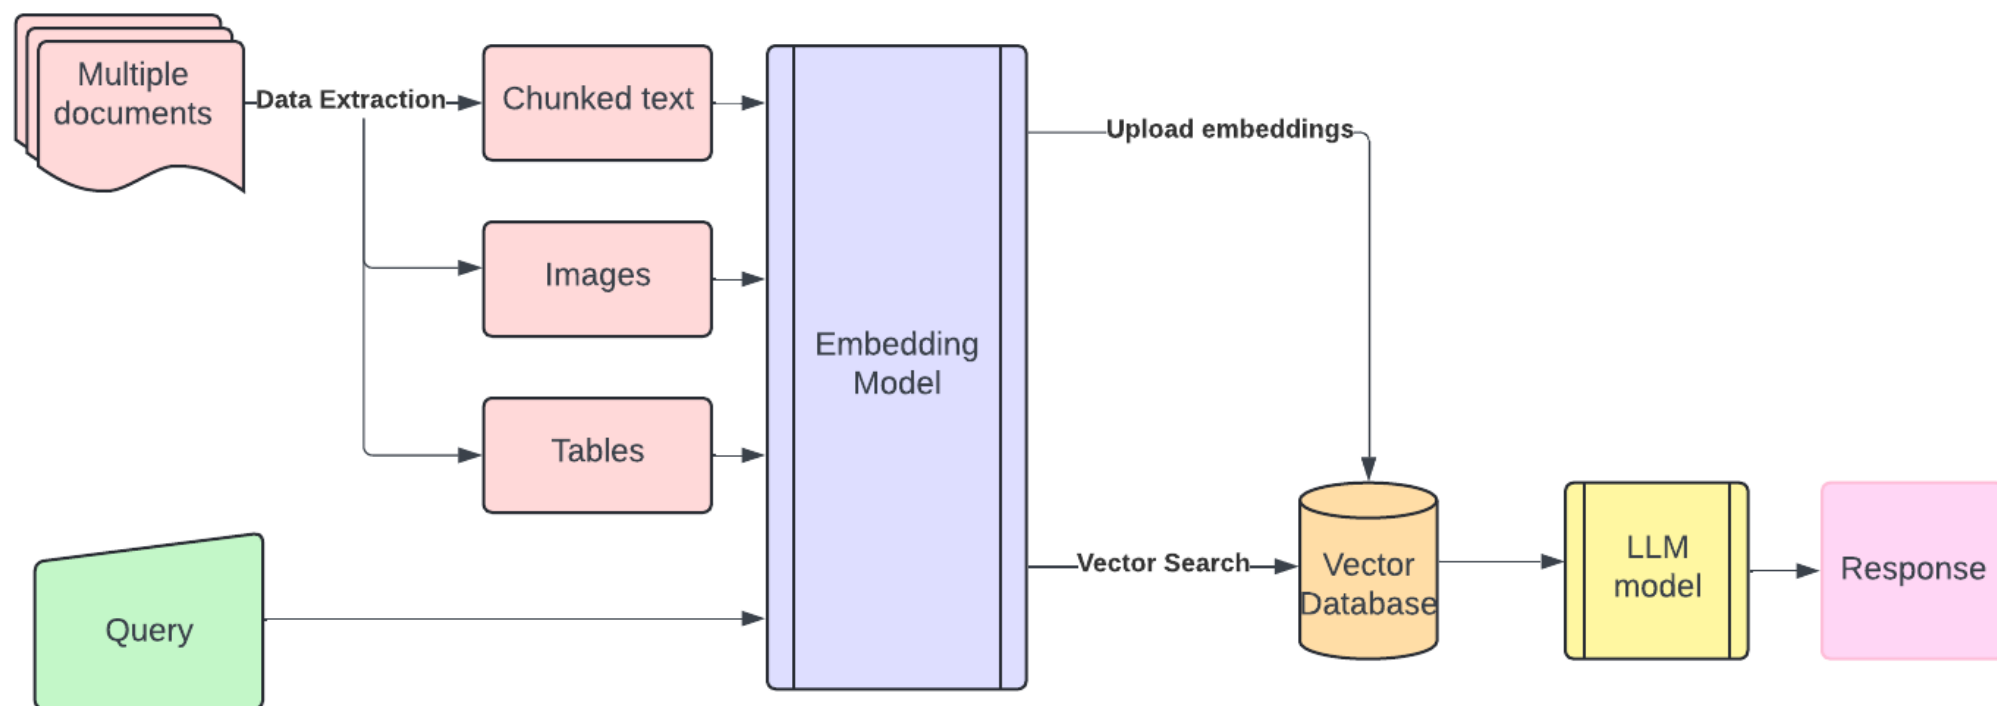 Multiple
documents
Data Extraction
Chunked text
Images
Tables
Query
Embedding
Model
Upload embeddings
Vector Search
Vector
Database
LLM
model
Response